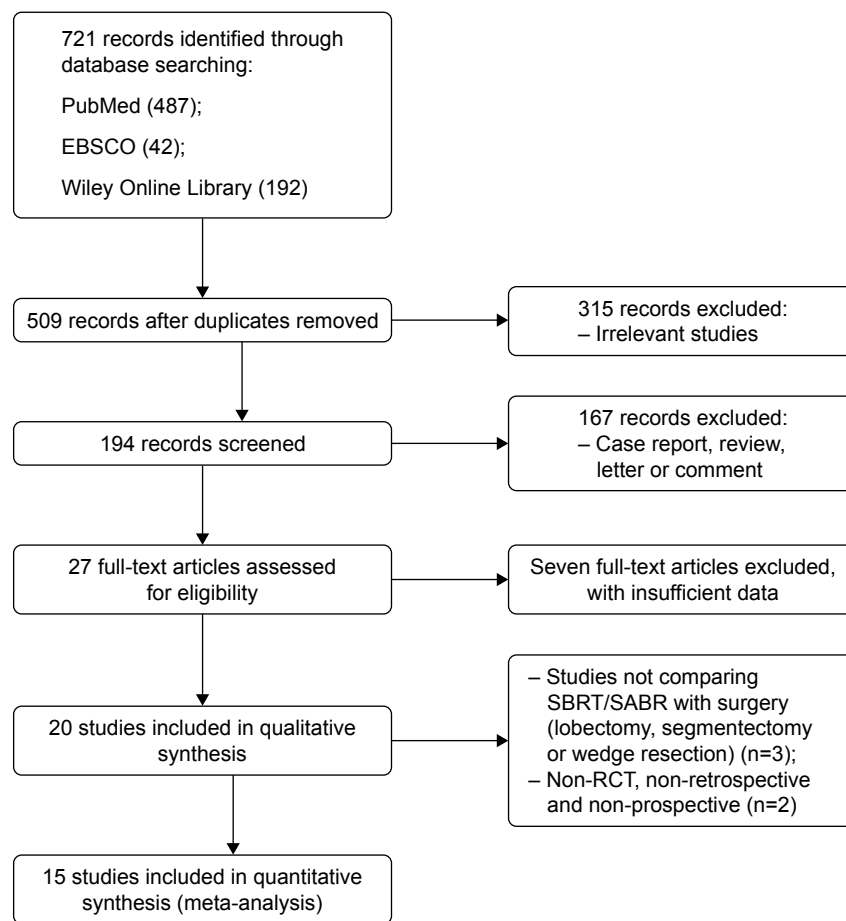 721 records identified through
database searching:
PubMed (487);
EBSCO (42);
Wiley Online Library (192)
509 records after duplicates removed
315 records excluded:
– Irrelevant studies
194 records screened
167 records excluded:
– Case report, review,
letter or comment
27 full-text articles assessed
for eligibility
Seven full-text articles excluded,
with insufficient data
20 studies included in qualitative
synthesis
– Studies not comparing
SBRT/SABR with surgery
(lobectomy, segmentectomy
or wedge resection) (n=3);
– Non-RCT, non-retrospective
and non-prospective (n=2)
15 studies included in quantitative
synthesis (meta-analysis)